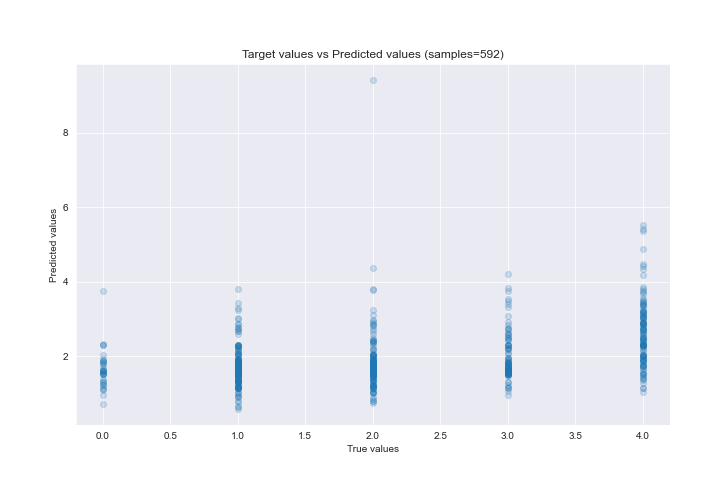 Target values vs Predicted values (samples=592)
8
6
4
2
Predicted values
0.0 0.5 1.0 1.5 2.0 2.5 3.0 3.5 4.0
True values